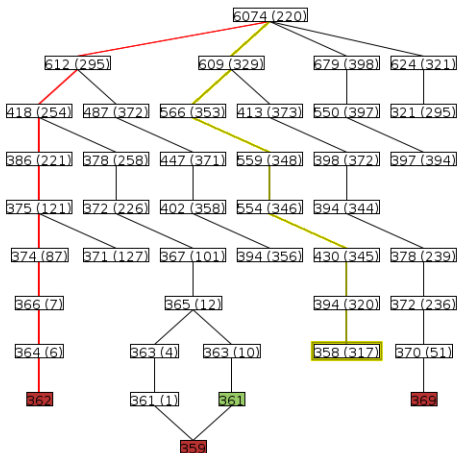 6074 (220)
612 (295) 609 (329) 679 (398) 624 (321)
418 (254) 487 (372) 566 (353) 413 (373) 550 (397) 321 (295)
386 (221) 378 (258) 447 (371) 559 (348) 398 (372) 397 (394)
375 (121) 372 (226) 402 (358) 554 (346) 394 (344)
374 (87) 371 (127) 367 (101) 394 (356) 430 (345) 378 (239)
366 (7) 365 (12) 394 (320) 372 (236)
364 (6) 363 (4) 363 (10) 358 (317) 370 (51)
362 361 (1) 361 369
359